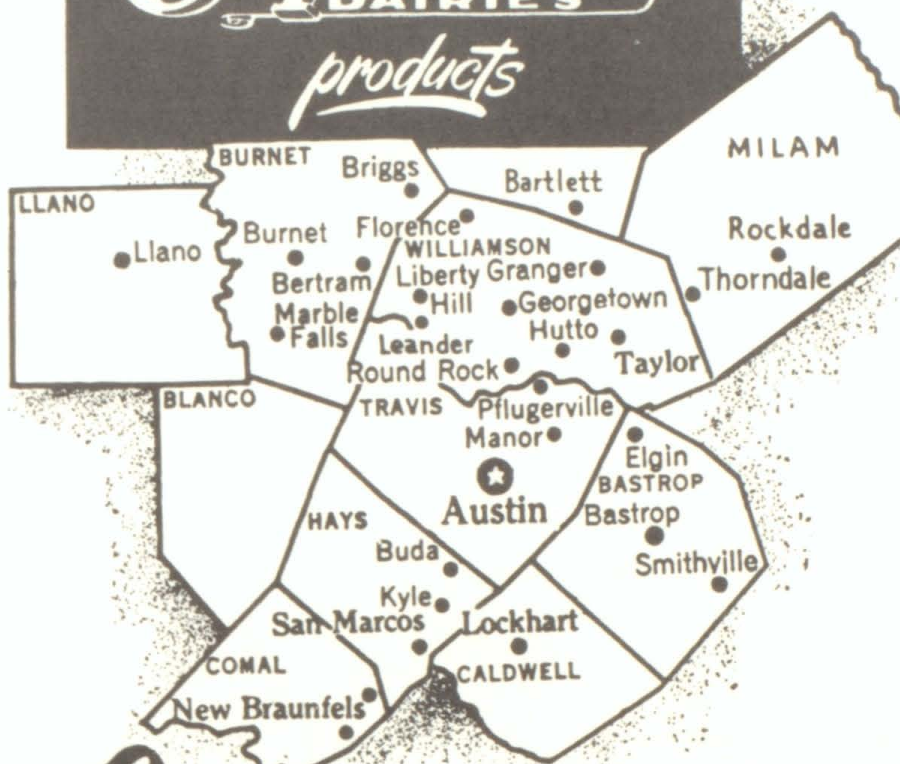 DAIRIES
products
BURNET
Briggs
MILAM
Bartlett
LLANO
Llano
Burnet
Florence
Rockdale
WILLIAMSON
Bertram
Liberty
Hill
Granger
Thorndale
Marble
Falls
Georgetown
Hutto
Leander
Taylor
Round Rock
BLANCO
TRAVIS
Pflugerville
Manor
Elgin
BASTROP
Austin
Bastrop
HAYS
Buda
Smithville
Kyle
San Marcos
Lockhart
COMAL
CALDWELL
New Braunfels